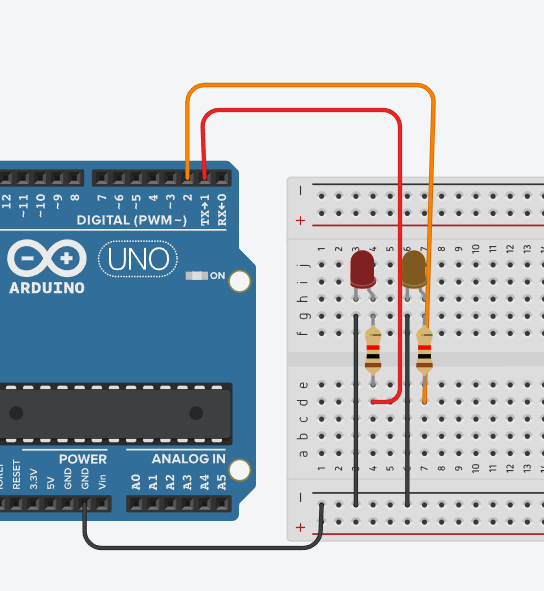 12
~11
~10
~9
8
7
~6
~5
4
~3
2
TX→1
RX←0
DIGITAL (PWM~)
UNO
ON
ARDUINO
POWER
ANALOG IN
RESET
3.3V
5V
GND
GND
Vin
A0
A1
A2
A3
A4
A5
1 2 3 4 5 6 7 8 9 10 11 12 13
j
i
h
g
f
e
d
c
b
a
1 2 3 4 5 6 7 8 9 10 11 12 13